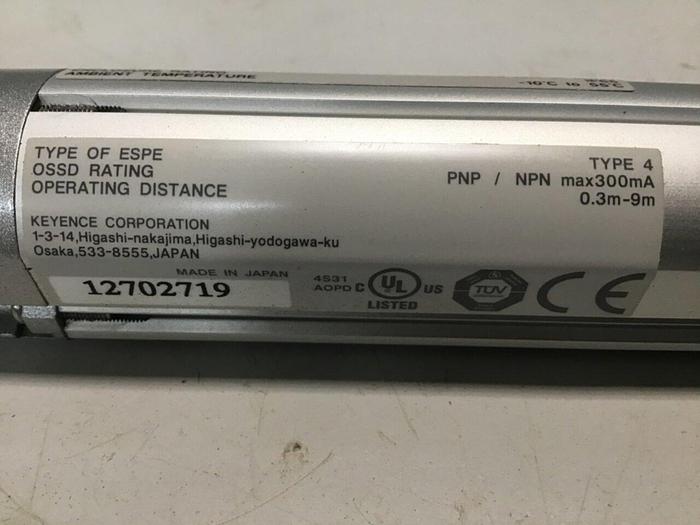 AMBIENT TEMPERATURE -10°C to 55°C
TYPE OF ESPE TYPE 4
OSSD RATING PNP / NPN max300mA
OPERATING DISTANCE 0.3m-9m
KEYENCE CORPORATION
1-3-14,Higashi-nakajima,Higashi-yodogawa-ku
Osaka,533-8555,JAPAN
MADE IN JAPAN
12702719
4S31
AOPD C UL US
LISTED
TÜV
CE